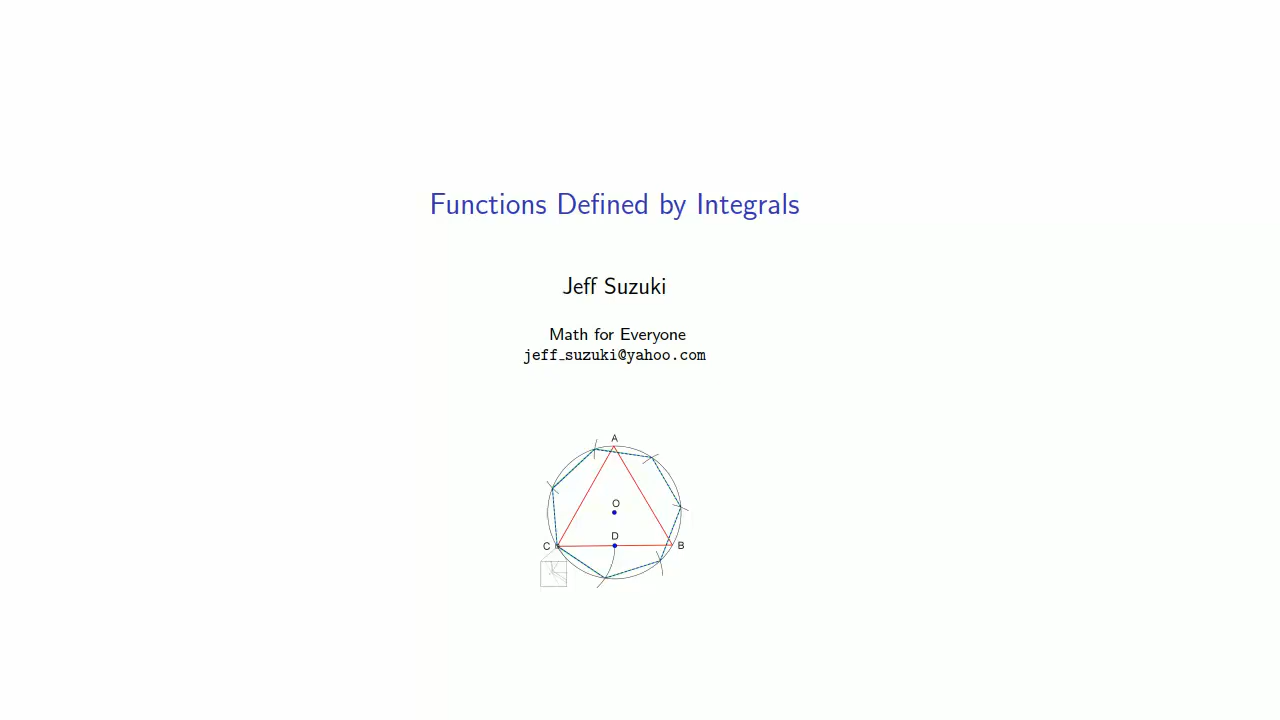 Functions Defined by Integrals
Jeff Suzuki
Math for Everyone
jeff_suzuki@yahoo.com
A
O
D
C
B